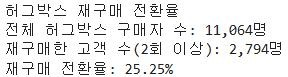 허그박스 재구매 전환율
전체 허그박스 구매자 수: 11,064명
재구매한 고객 수(2회 이상): 2,794명
재구매 전환율: 25.25%